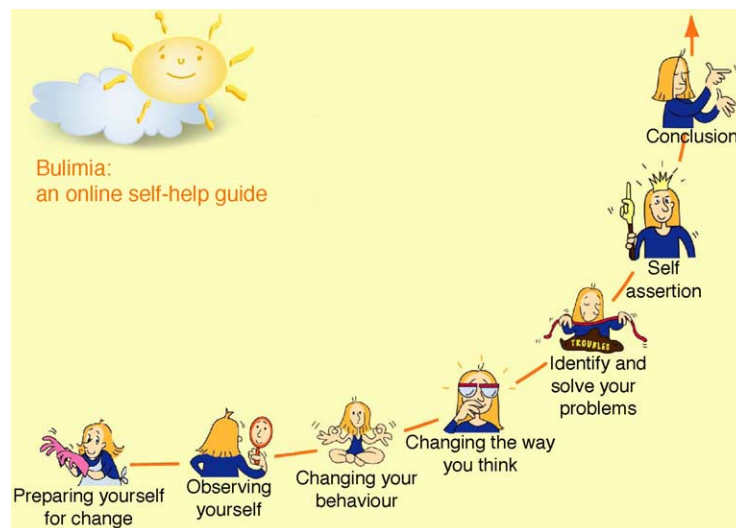 Bulimia:
an online self-help guide
Preparing yourself
for change
Observing
yourself
Changing your
behaviour
Changing the way
you think
TROUBLES
Identify and
solve your
problems
Self
assertion
Conclusion